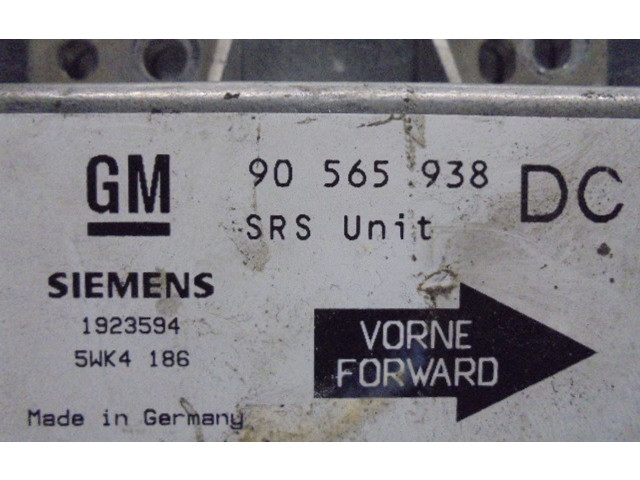 GM 90 565 938 DC
SRS Unit
SIEMENS
1923594
5WK4 186
VORNE
FORWARD
Made in Germany